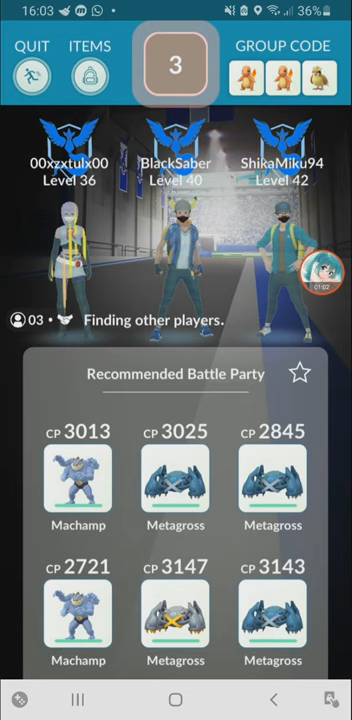 16:03
36%
QUIT
ITEMS
3
GROUP CODE
00xzxtulx00
Level 36
BlackSaber
Level 40
ShikaMiku94
Level 42
01:02
03 • Finding other players.
Recommended Battle Party
CP 3013
CP 3025
CP 2845
Machamp
Metagross
Metagross
CP 2721
CP 3147
CP 3143
Machamp
Metagross
Metagross